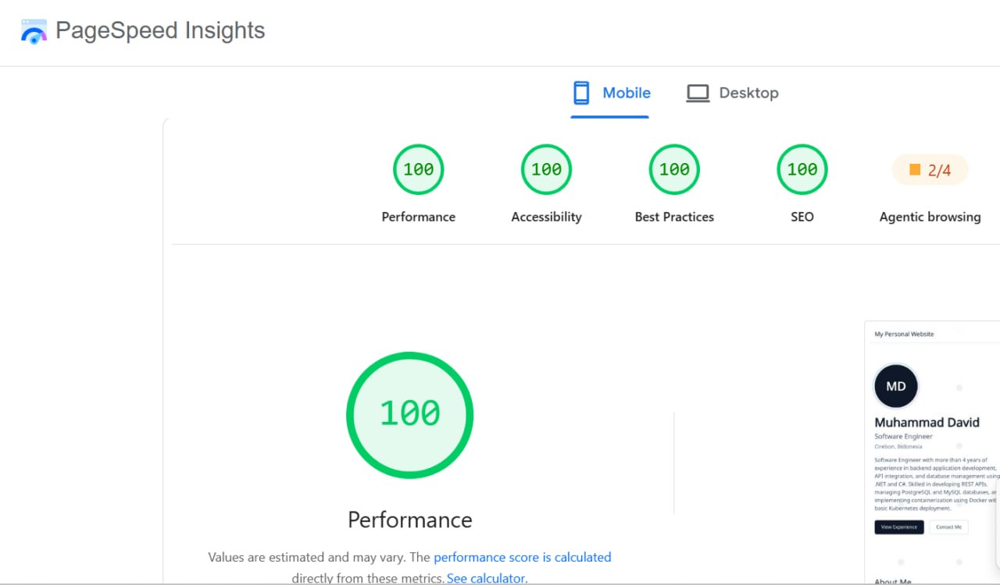 PageSpeed Insights
Mobile
Desktop
100
100
100
100
2/4
Performance
Accessibility
Best Practices
SEO
Agentic browsing
100
Performance
Values are estimated and may vary. The performance score is calculated
directly from these metrics. See calculator.
My Personal Website
MD
Muhammad David
Software Engineer
Cirebon, Indonesia
Software Engineer with more than 4 years of
experience in backend application development,
API integration, and database management using
.NET and C#. Skilled in developing REST APIs,
managing PostgreSQL and MySQL databases,
implementing containerization using Docker
basic Kubernetes deployment.
View Experience
Contact Me
About Me